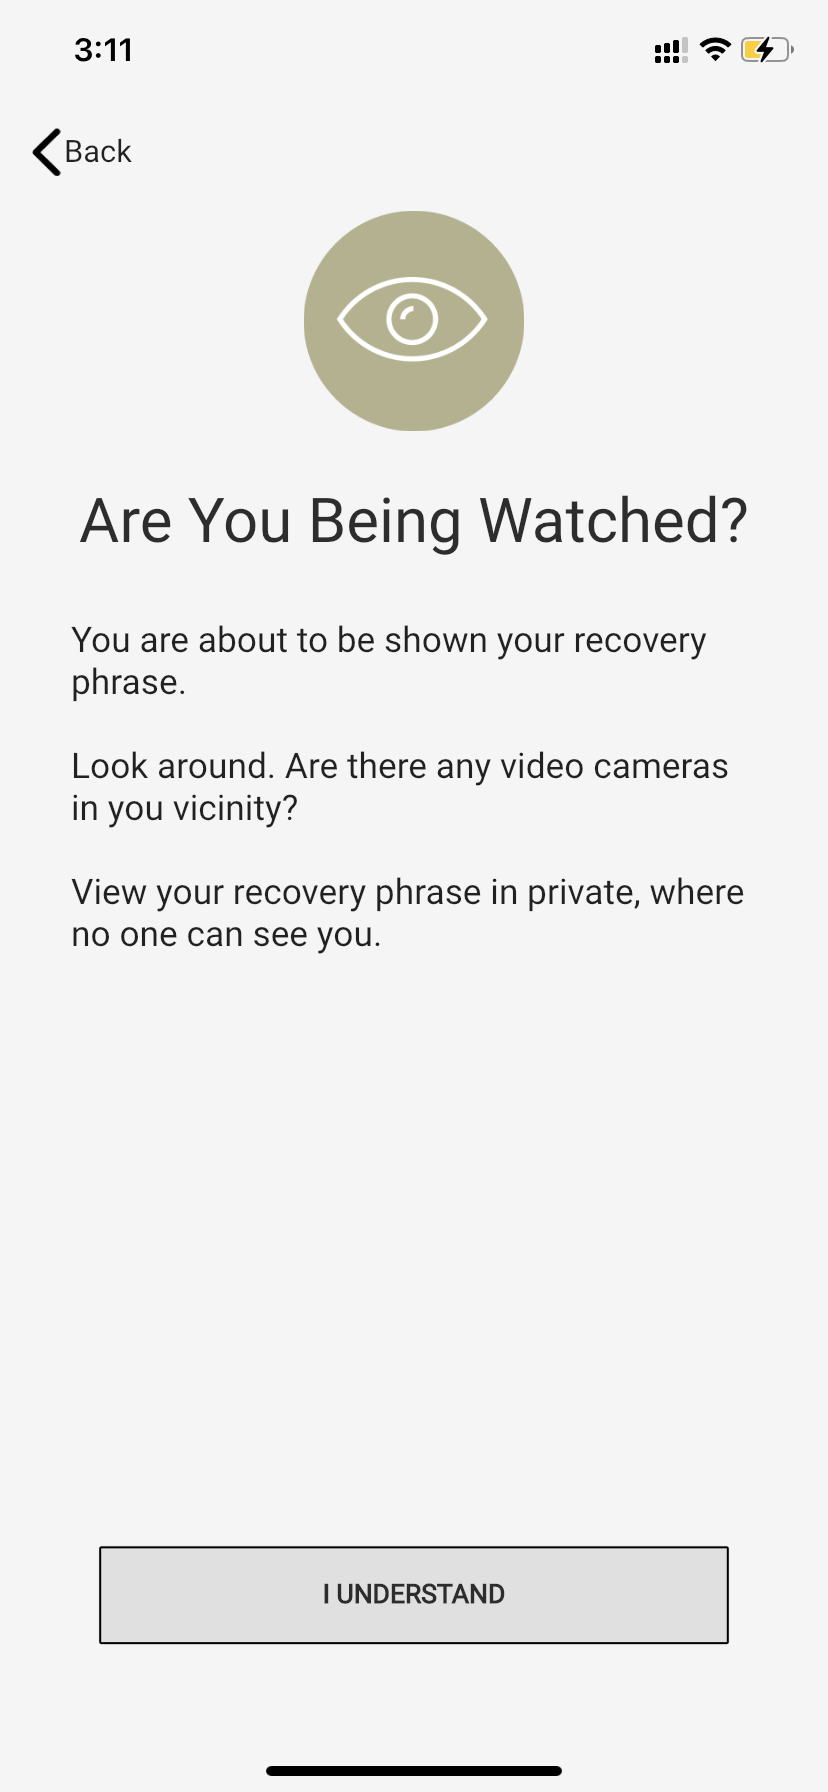 3:11
Back
Are You Being Watched?
You are about to be shown your recovery
phrase.
Look around. Are there any video cameras
in you vicinity?
View your recovery phrase in private, where
no one can see you.
I UNDERSTAND